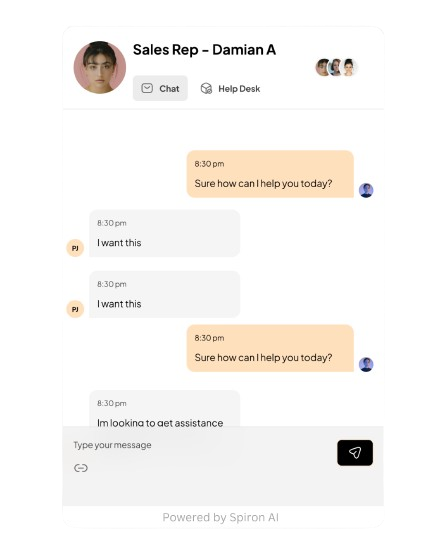 Sales Rep - Damian A
Chat
Help Desk
8:30 pm
Sure how can I help you today?
8:30 pm
I want this
PJ
8:30 pm
I want this
PJ
8:30 pm
Sure how can I help you today?
8:30 pm
Im looking to get assistance
Type your message
Powered by Spiron AI